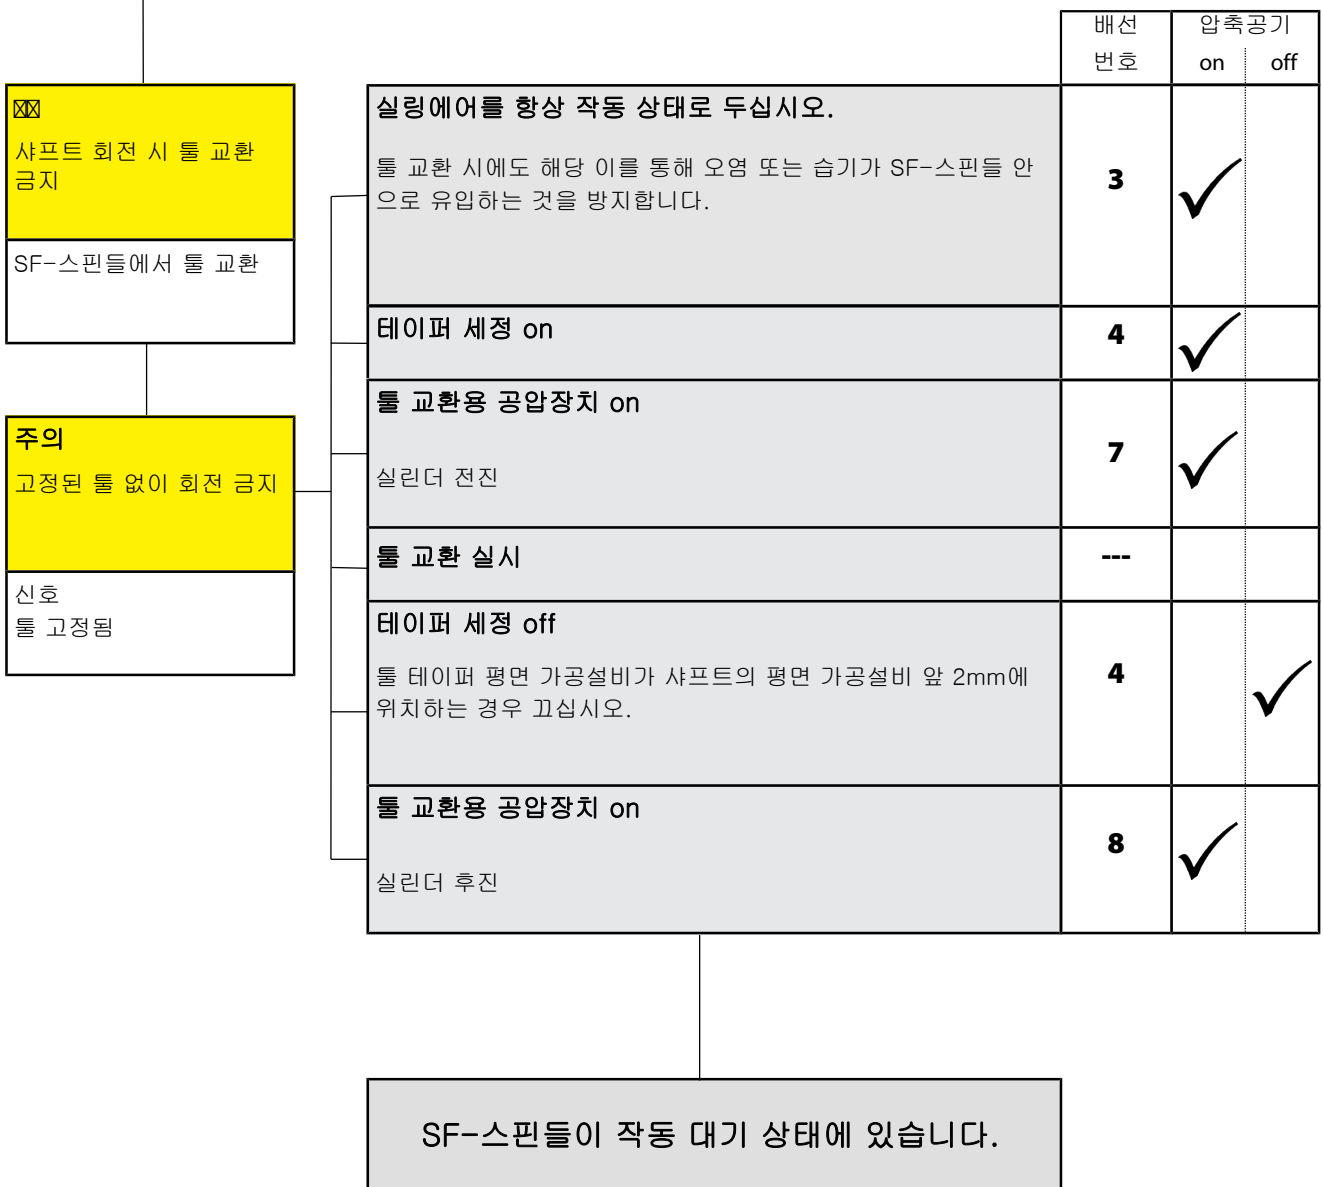 배선 압축공기
번호 on off
샤프트 회전 시 툴 교환
금지
SF-스핀들에서 툴 교환
주의
고정된 툴 없이 회전 금지
신호
툴 고정됨
실링에어를 항상 작동 상태로 두십시오.
툴 교환 시에도 해당 이를 통해 오염 또는 습기가 SF-스핀들 안
으로 유입하는 것을 방지합니다.
3
테이퍼 세정 on
4
툴 교환용 공압장치 on
실린더 전진
7
툴 교환 실시
---
테이퍼 세정 off
툴 테이퍼 평면 가공설비가 샤프트의 평면 가공설비 앞 2mm에
위치하는 경우 끄십시오.
4
툴 교환용 공압장치 on
실린더 후진
8
SF-스핀들이 작동 대기 상태에 있습니다.